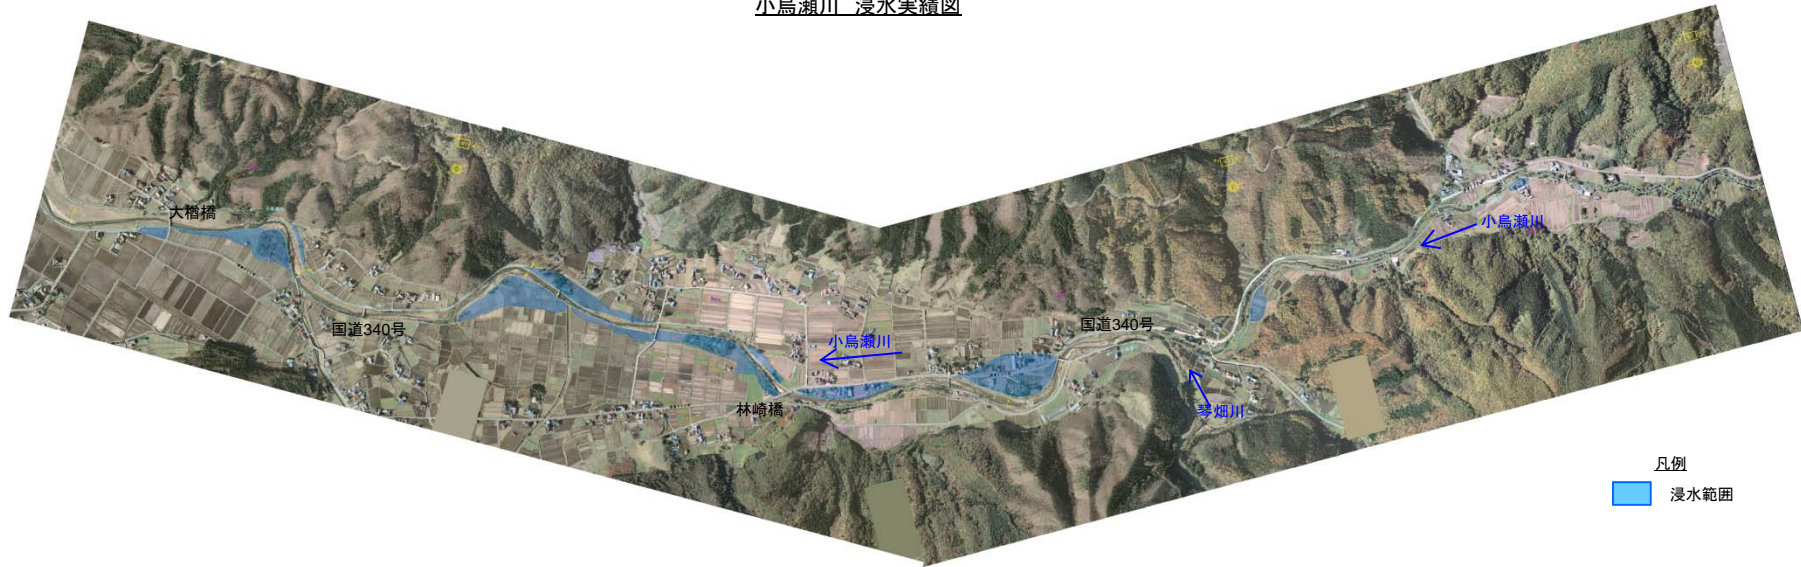 小烏瀬川 浸水実績図
大楢橋
小烏瀬川
国道340号
国道340号
小烏瀬川
林崎橋
琴畑川
凡例
浸水範囲